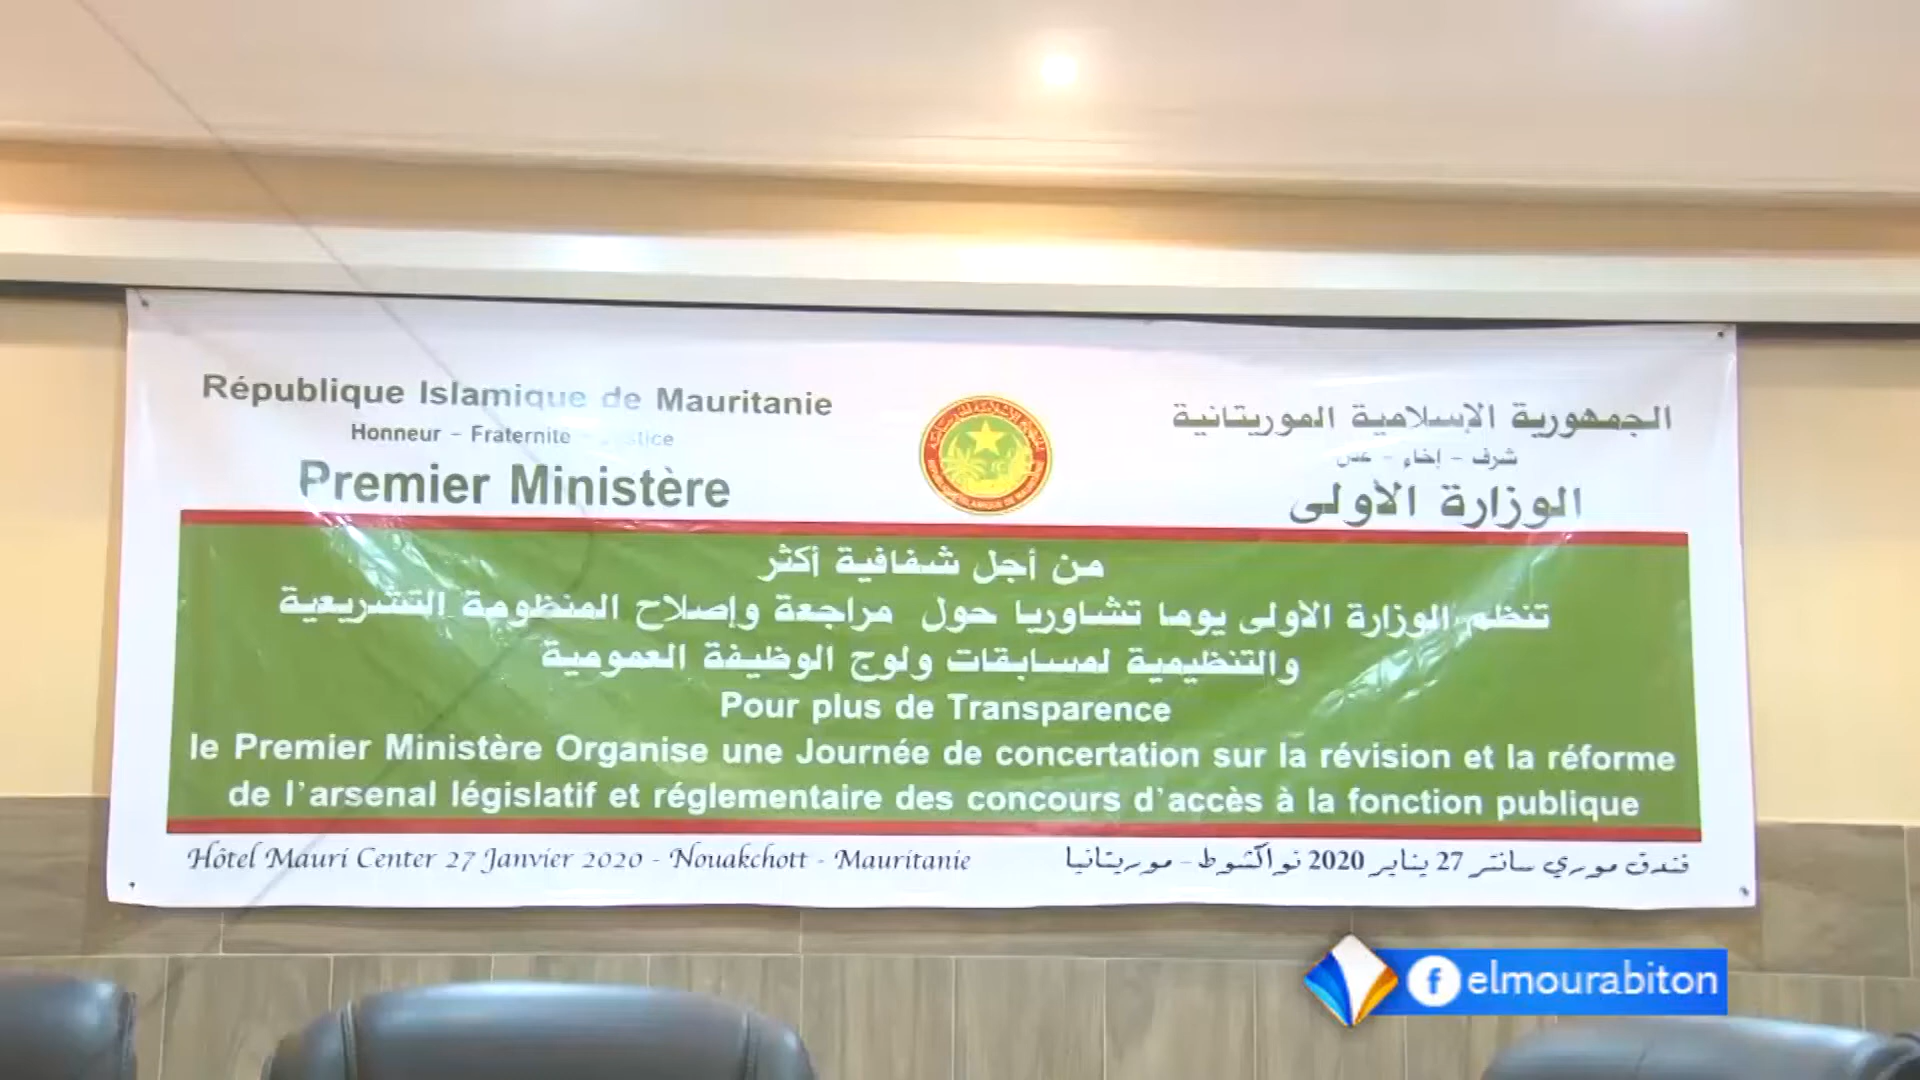 République Islamique de Mauritanie
Honneur - Fraternité - Justice
Premier Ministère
الجمهورية الإسلامية الموريتانية
شرف - إخاء - عدل
الوزارة الأولى
من أجل شفافية أكثر
تنظم الوزارة الاولى يوما تشاوريا حول مراجعة وإصلاح المنظومة التشريعية
والتنظيمية لمسابقات ولوج الوظيفة العمومية
Pour plus de Transparence
le Premier Ministère Organise une Journée de concertation sur la révision et la réforme
de l'arsenal législatif et réglementaire des concours d'accès à la fonction publique
Hôtel Mauri Center 27 Janvier 2020 - Nouakchott - Mauritanie
فندق موري سانتر 27 يناير 2020 نواكشوط - موريتانيا
elmourabiton